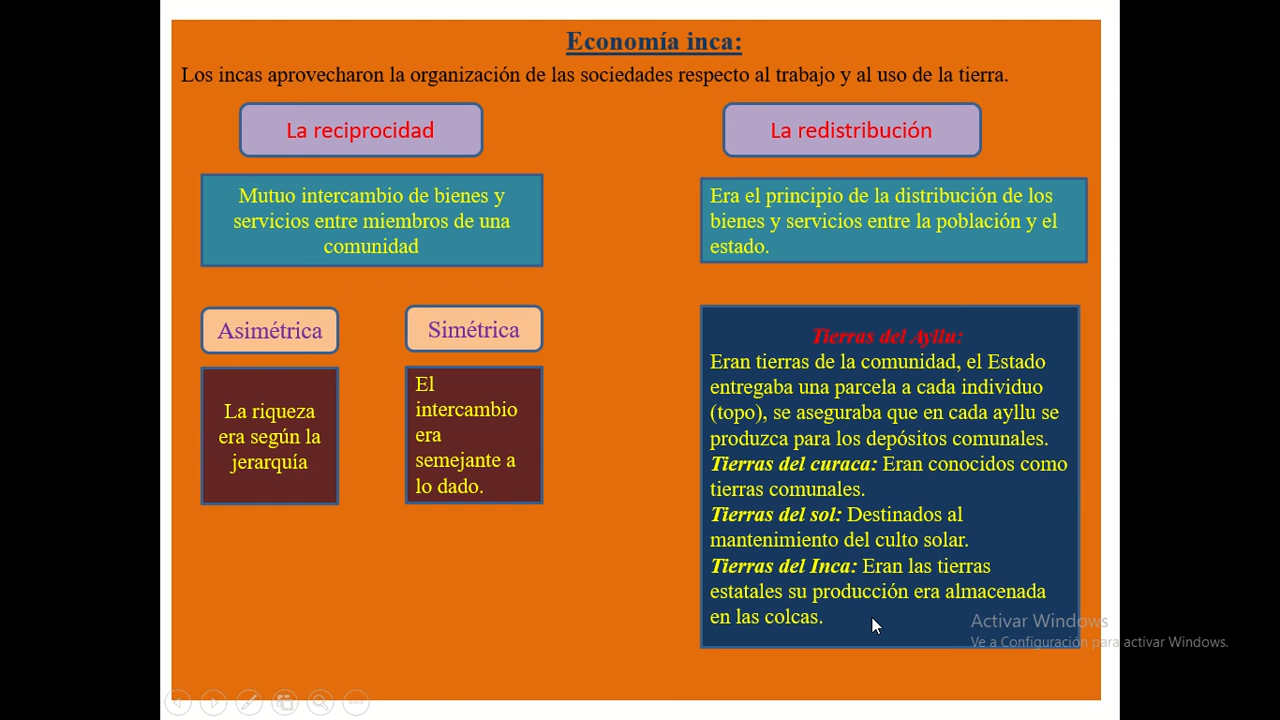 Economía inca:
Los incas aprovecharon la organización de las sociedades respecto al trabajo y al uso de la tierra.
La reciprocidad
Mutuo intercambio de bienes y
servicios entre miembros de una
comunidad
Asimétrica
La riqueza
era según la
jerarquía
Simétrica
El
intercambio
era
semejante a
lo dado.
La redistribución
Era el principio de la distribución de los
bienes y servicios entre la población y el
estado.
Tierras del Ayllu:
Eran tierras de la comunidad, el Estado
entregaba una parcela a cada individuo
(topo), se aseguraba que en cada ayllu se
produzca para los depósitos comunales.
Tierras del curaca: Eran conocidos como
tierras comunales.
Tierras del sol: Destinados al
mantenimiento del culto solar.
Tierras del Inca: Eran las tierras
estatales su producción era almacenada
en las colcas.
Activar Windows
Ve a Configuración para activar Windows.